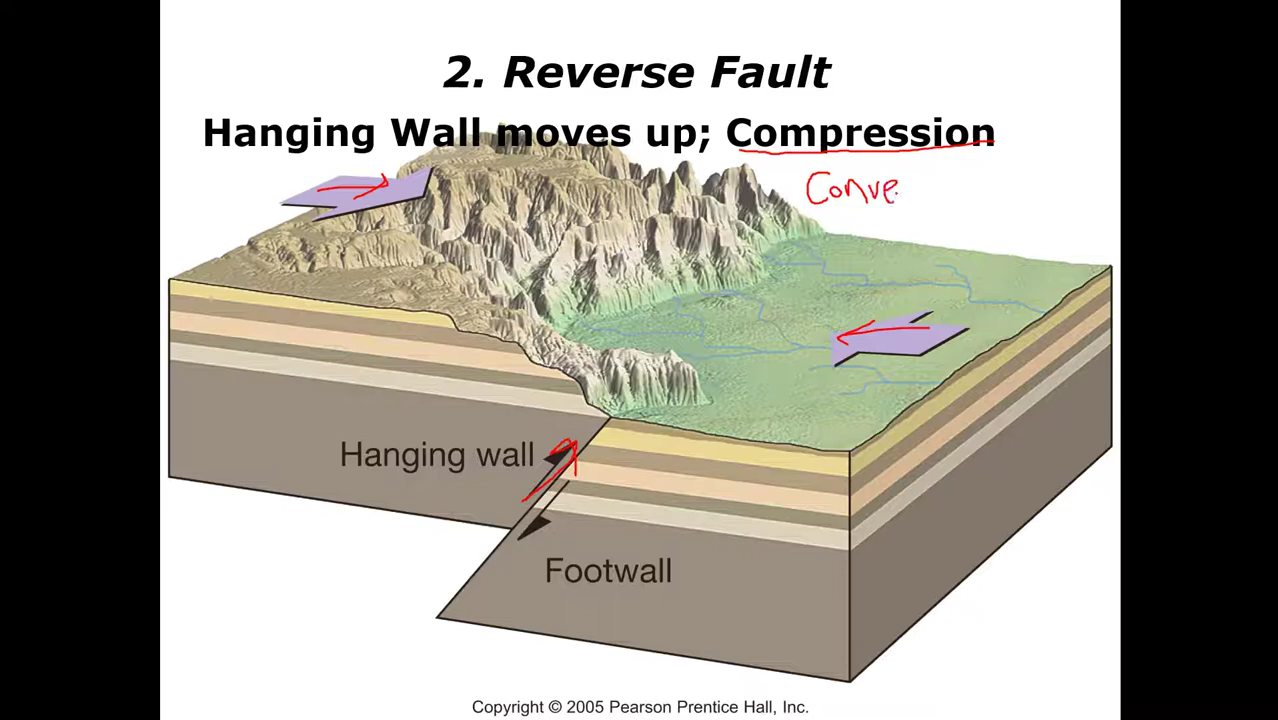 2. Reverse Fault
Hanging Wall moves up; Compression
Conve
Hanging wall
Footwall
Copyright © 2005 Pearson Prentice Hall, Inc.